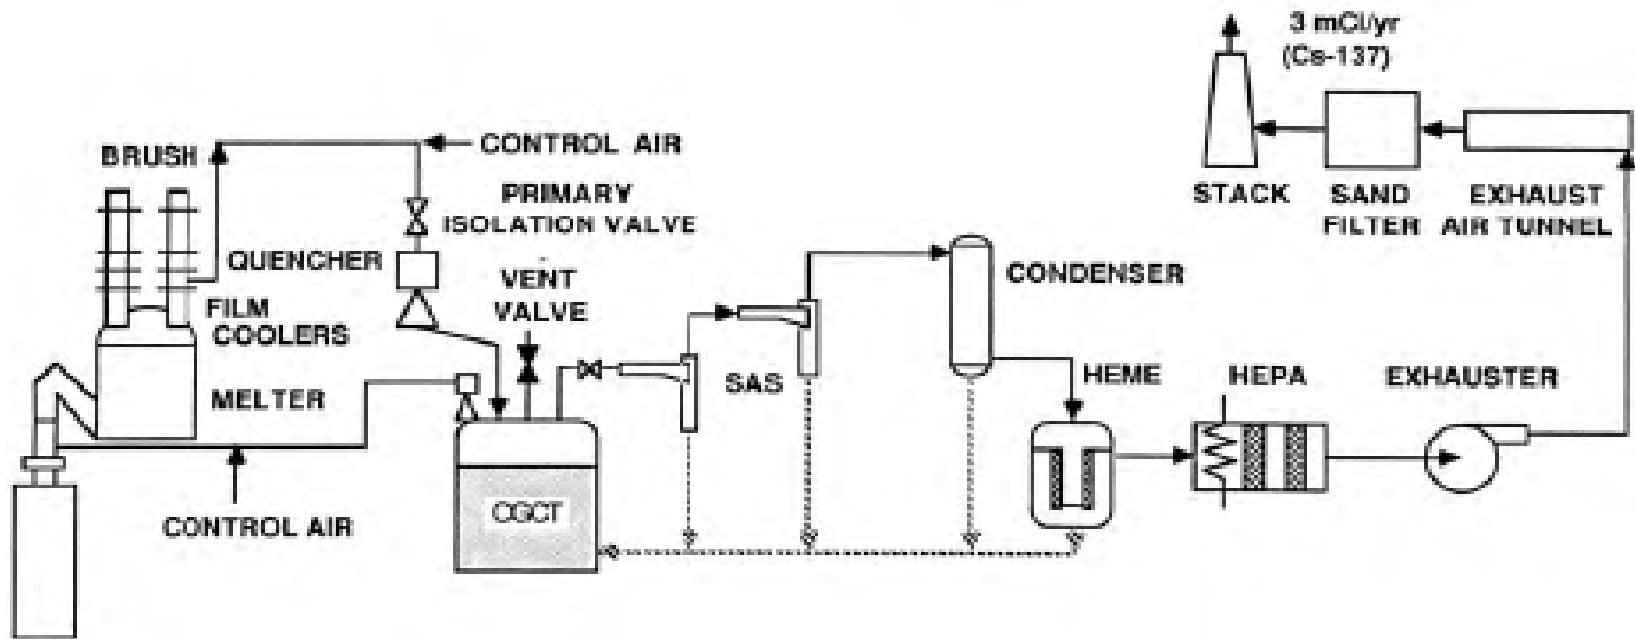 3 mCi/yr
(Cs-137)
BRUSH
CONTROL AIR
PRIMARY
ISOLATION VALVE
STACK
SAND
FILTER
EXHAUST
AIR TUNNEL
QUENCHER
VENT
VALVE
CONDENSER
FILM
COOLERS
MELTER
SAS
HEME
HEPA
EXHAUSTER
OGCT
CONTROL AIR